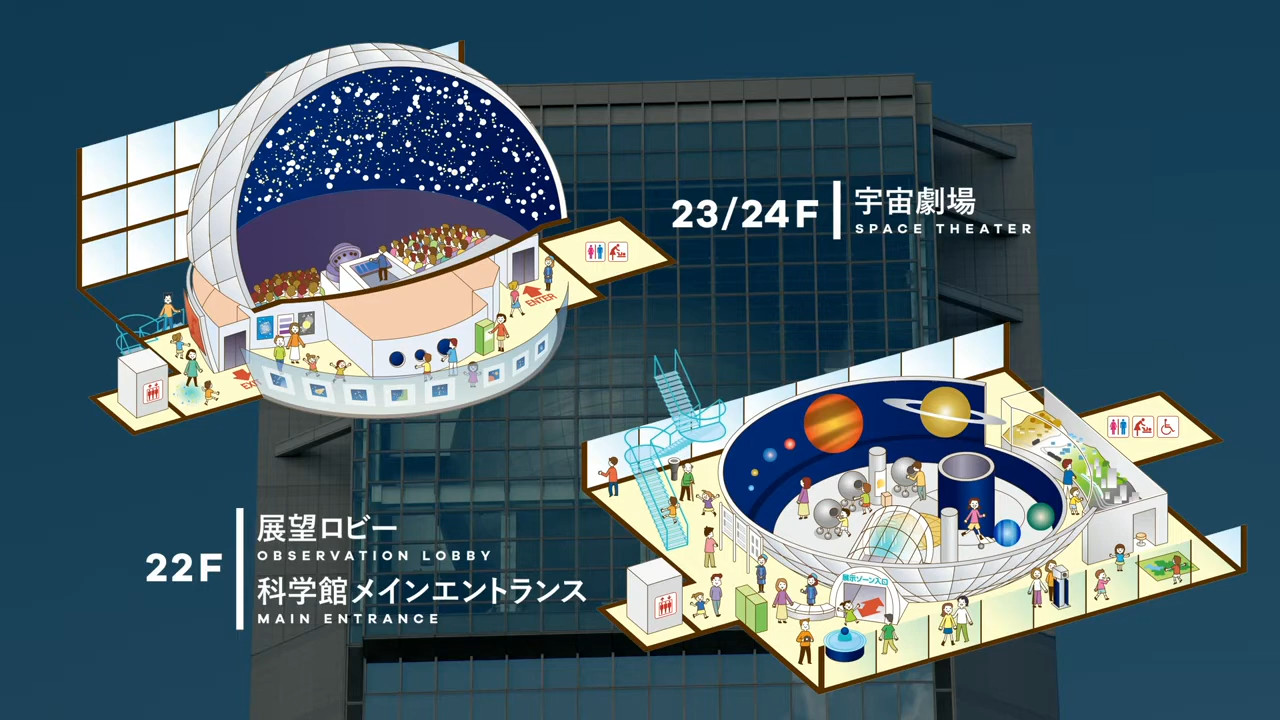 23/24F
宇宙劇場
SPACE THEATER
ENTER
22F
展望ロビー
OBSERVATION LOBBY
科学館メインエントランス
MAIN ENTRANCE
展示ゾーン入口